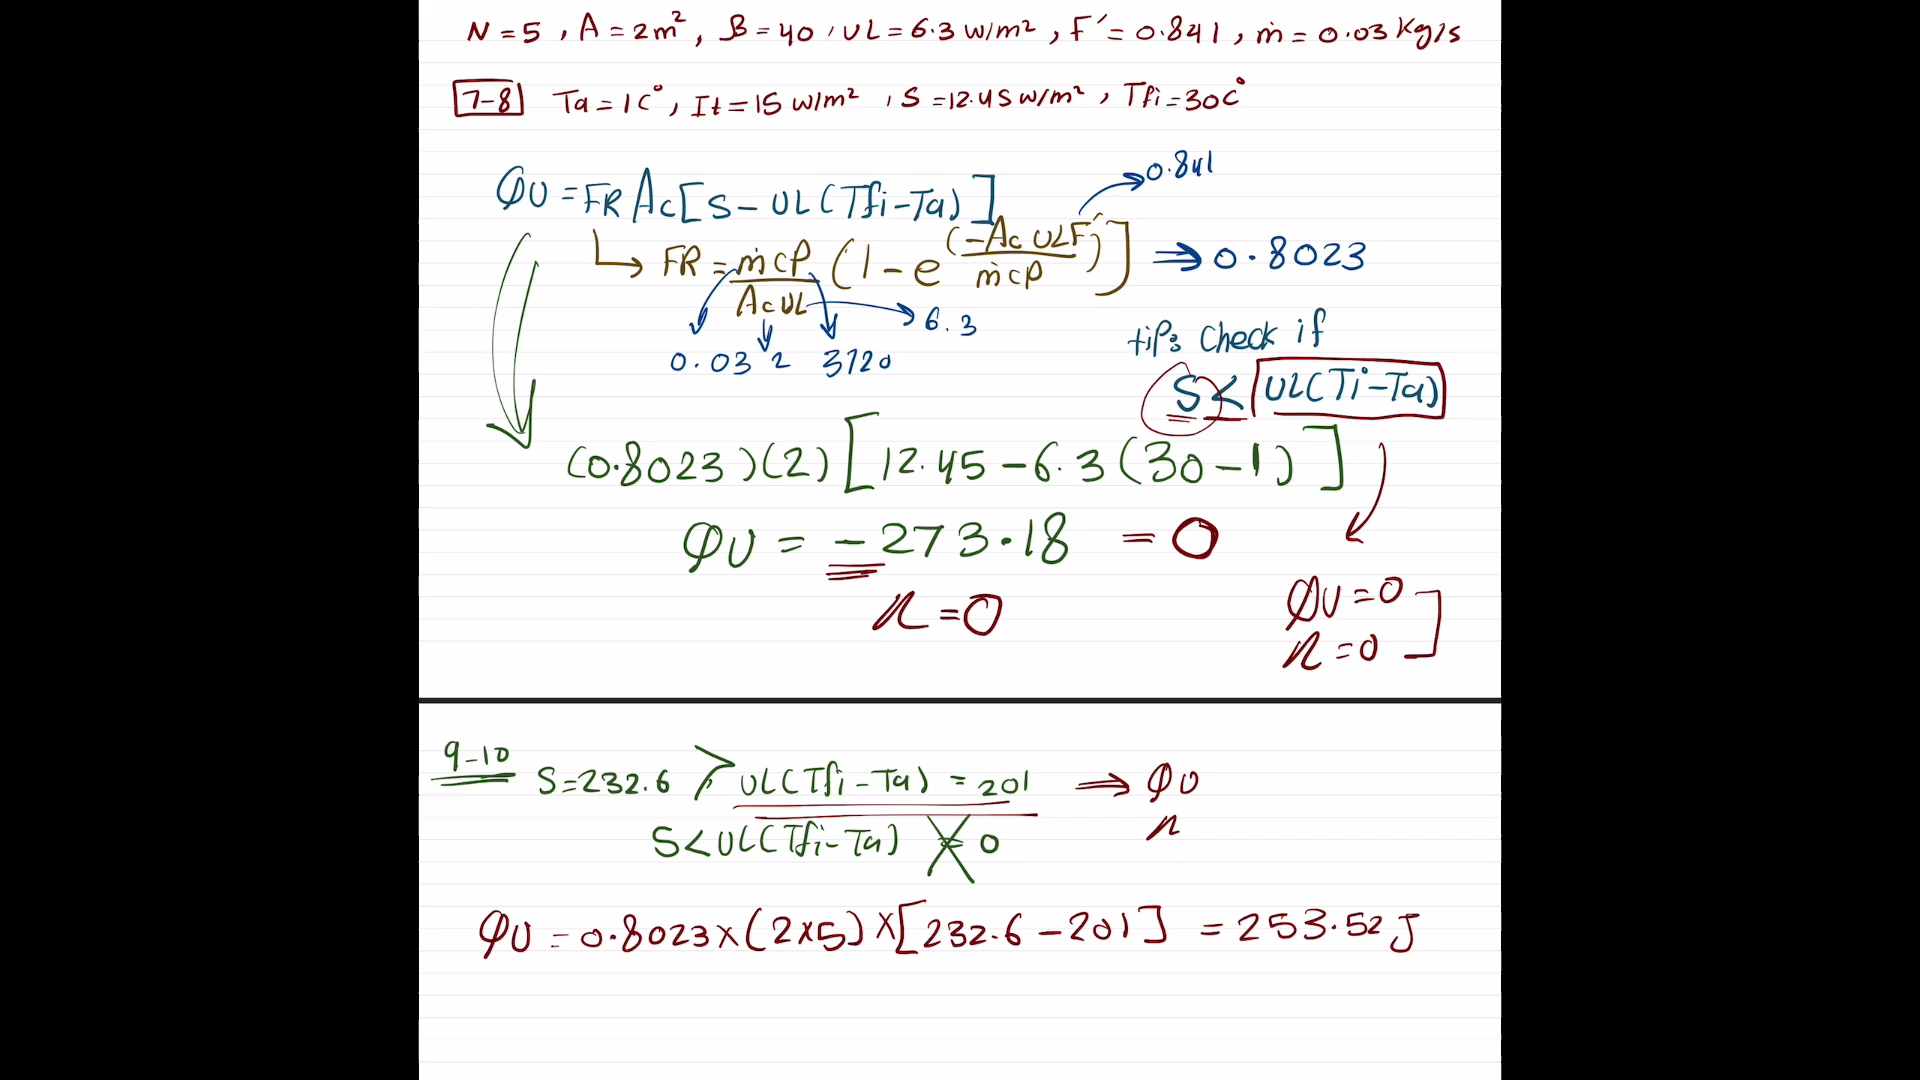 N = 5 , A = 2m², B = 40 , UL = 6.3 W/m² , F' = 0.841 , ṁ = 0.03 Kg/s
7-8 Ta = 1C° , It = 15 W/m² , S = 12.45 W/m² , Tfi = 30C°
QU = FR Ac[S - UL(Tfi-Ta)]
0.841
FR = ṁcp / AcUL (1 - e^(-Ac ULF' / ṁcp)] ⇒ 0.8023
6.3
0.03 2 3720
tips check if
S < UL(Ti-Ta)
(0.8023)(2)[12.45 - 6.3(30-1)]
QU = -273.18 = 0
n = 0
QU = 0
n = 0
9-10 S=232.6 > UL(Tfi-Ta) = 201 ⇒ QU
n
S<UL(Tfi-Ta) = 0
QU = 0.8023×(2×5)×[232.6-201] = 253.52 J